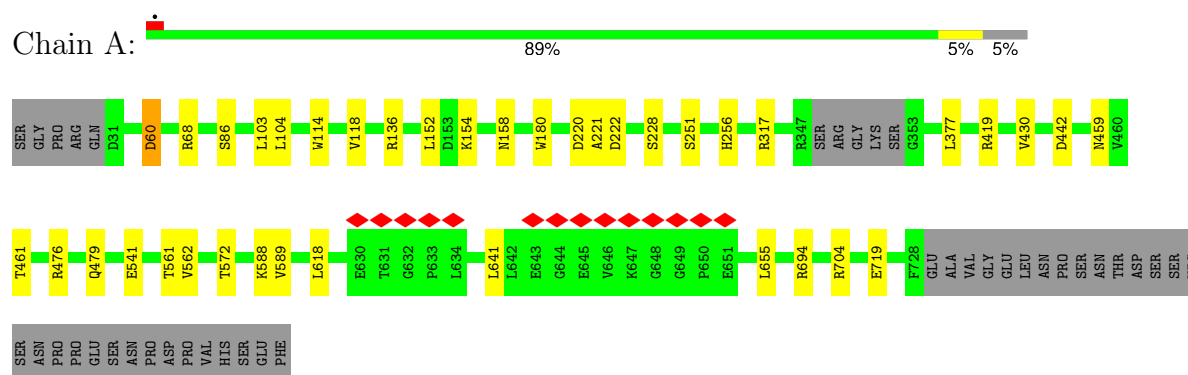 Chain A:
89% 5% 5%
SER GLY PRO ARG GLN D31 D60 R68 S86 L103 L104 W114 V118 R136 L152 D153 K154 N158 W180 D220 A221 D222 S228 S251 H256 R317 R347 SER ARG GLY LYS SER G353 L377 R419 V430 D442 N459 V460
T461 R476 Q479 E541 T561 V562 T572 K588 V589 L618 E630 T631 G632 P633 L634 L641 L642 E643 G644 E645 V646 K647 G648 G649 P650 E651 L655 R694 R704 E719 F728 GLU ALA VAL GLY GLU LEU ASN PRO SER ASN THR ASP SER SER
SER ASN PRO PRO GLU SER ASN PRO ASP PRO VAL HIS SER GLU PHE